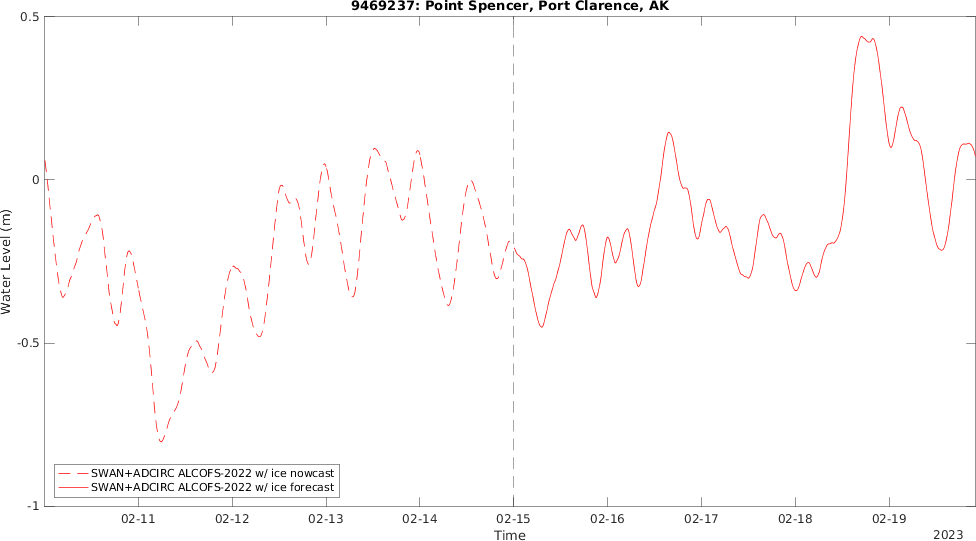 9469237: Point Spencer, Port Clarence, AK
0.5
0
-0.5
-1
Water Level (m)
SWAN+ADCIRC ALCOFS-2022 w/ ice nowcast
SWAN+ADCIRC ALCOFS-2022 w/ ice forecast
02-11 02-12 02-13 02-14 02-15 02-16 02-17 02-18 02-19
Time
2023